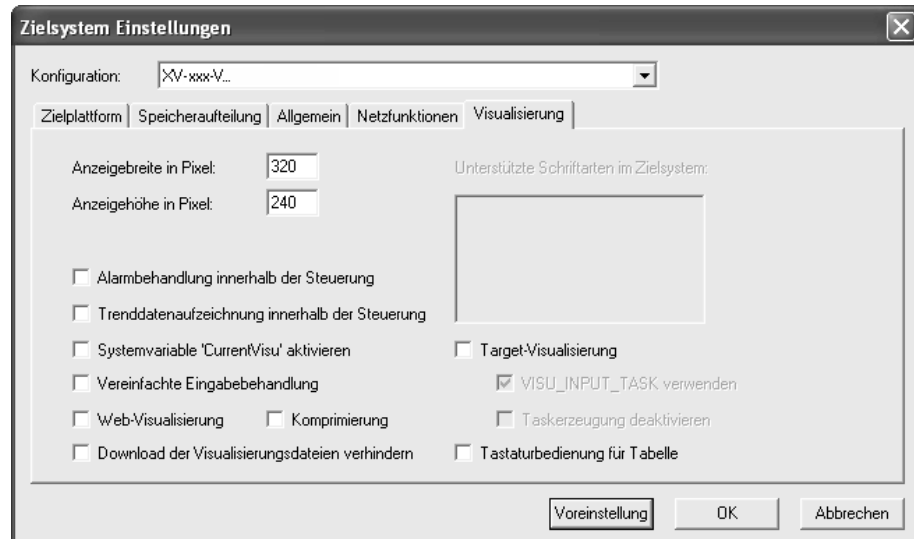 Zielsystem Einstellungen
Konfiguration: XV-xxx-V...
Zielplattform Speicheraufteilung Allgemein Netzfunktionen Visualisierung
Anzeigebreite in Pixel: 320 Unterstützte Schriftarten im Zielsystem:
Anzeigehöhe in Pixel: 240
Alarmbehandlung innerhalb der Steuerung
Trenddatenaufzeichnung innerhalb der Steuerung
Systemvariable 'CurrentVisu' aktivieren Target-Visualisierung
Vereinfachte Eingabebehandlung VISU_INPUT_TASK verwenden
Web-Visualisierung Komprimierung Taskerzeugung deaktivieren
Download der Visualisierungsdateien verhindern Tastaturbedienung für Tabelle
Voreinstellung OK Abbrechen